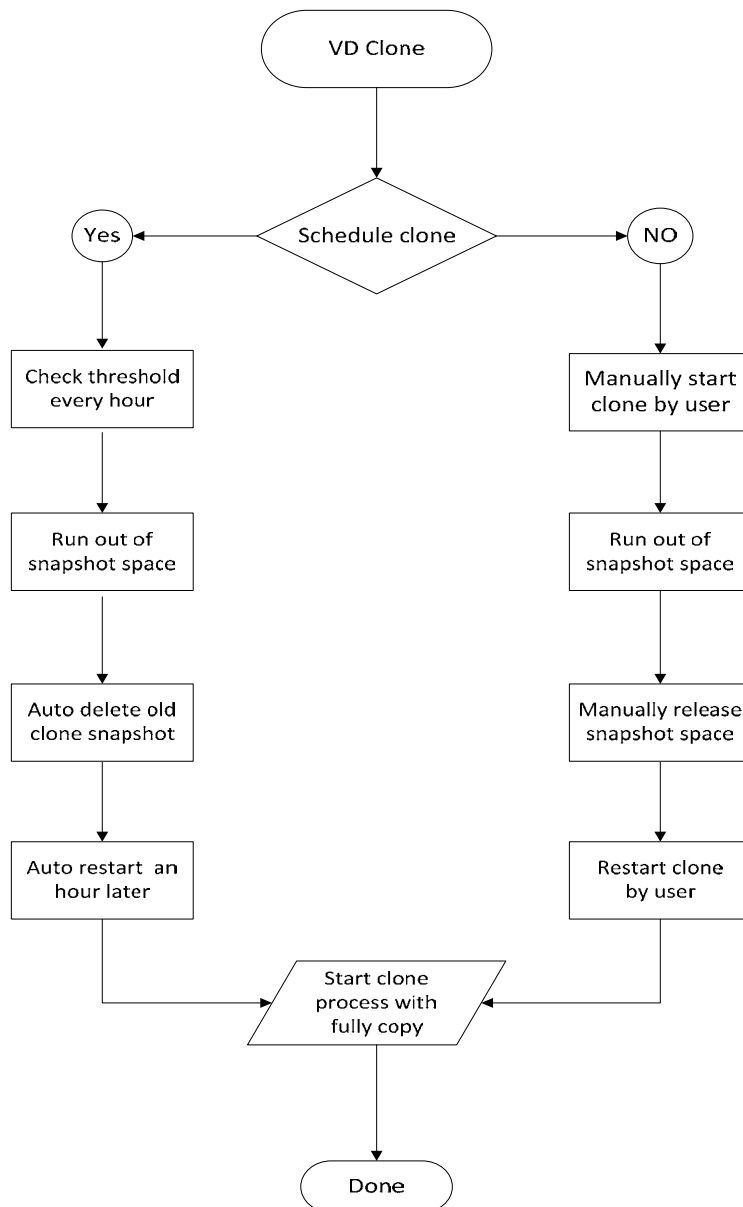 VD Clone
Schedule clone
Yes
NO
Check threshold
every hour
Manually start
clone by user
Run out of
snapshot space
Run out of
snapshot space
Auto delete old
clone snapshot
Manually release
snapshot space
Auto restart an
hour later
Restart clone
by user
Start clone
process with
fully copy
Done